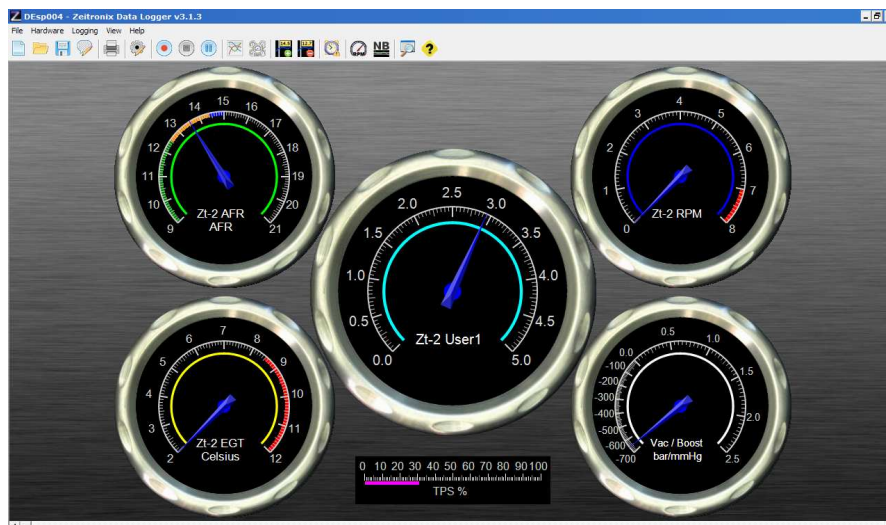 DEsp004 - Zeitronix Data Logger v3.1.3
File Hardware Logging View Help
14.6 12.7 RPM NB
9 10 11 12 13 14 15 16 17 18 19 20 21
Zt-2 AFR
AFR
0 1 2 3 4 5 6 7 8
Zt-2 RPM
0.0 0.5 1.0 1.5 2.0 2.5 3.0 3.5 4.0 4.5 5.0
Zt-2 User1
2 3 4 5 6 7 8 9 10 11 12
Zt-2 EGT
Celsius
-700 -600 -500 -400 -300 -200 -100 0.0 0.5 1.0 1.5 2.0 2.5
Vac / Boost
bar/mmHg
0 10 20 30 40 50 60 70 80 90 100
TPS %